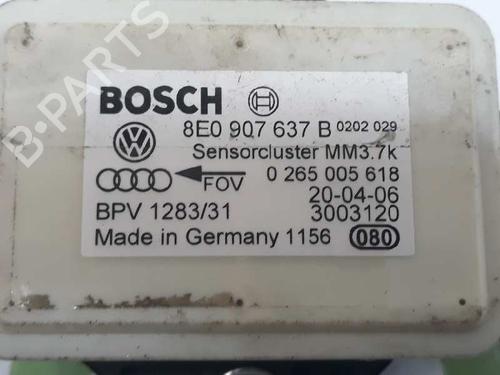 B-PARTS
BOSCH
8E0 907 637 B 0202 029
Sensorcluster MM3.7k
FOV 0 265 005 618
20-04-06
BPV 1283/31 3003120
Made in Germany 1156 080